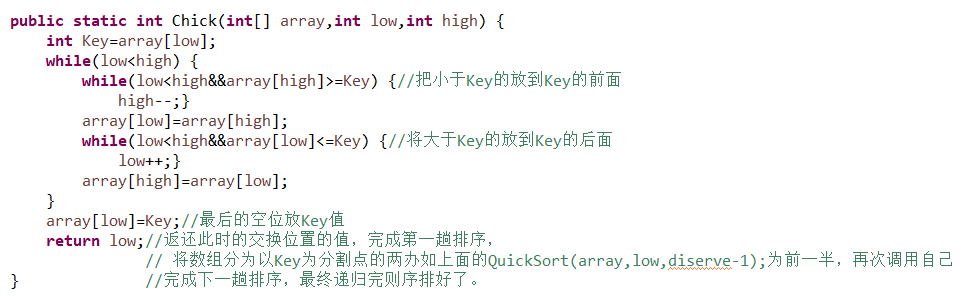 public static int Chick(int[] array,int low,int high) {
    int Key=array[low];
    while(low<high) {
        while(low<high&&array[high]>=Key) {//把小于Key的放到Key的前面
            high--;}
        array[low]=array[high];
        while(low<high&&array[low]<=Key) {//将大于Key的放到Key的后面
            low++;}
        array[high]=array[low];
    }
    array[low]=Key;//最后的空位放Key值
    return low;//返还此时的交换位置的值，完成第一趟排序，
               // 将数组分为以Key为分割点的两办如上面的QuickSort(array,low,diserve-1);为前一半，再次调用自己
}              //完成下一趟排序，最终递归完则序排好了。